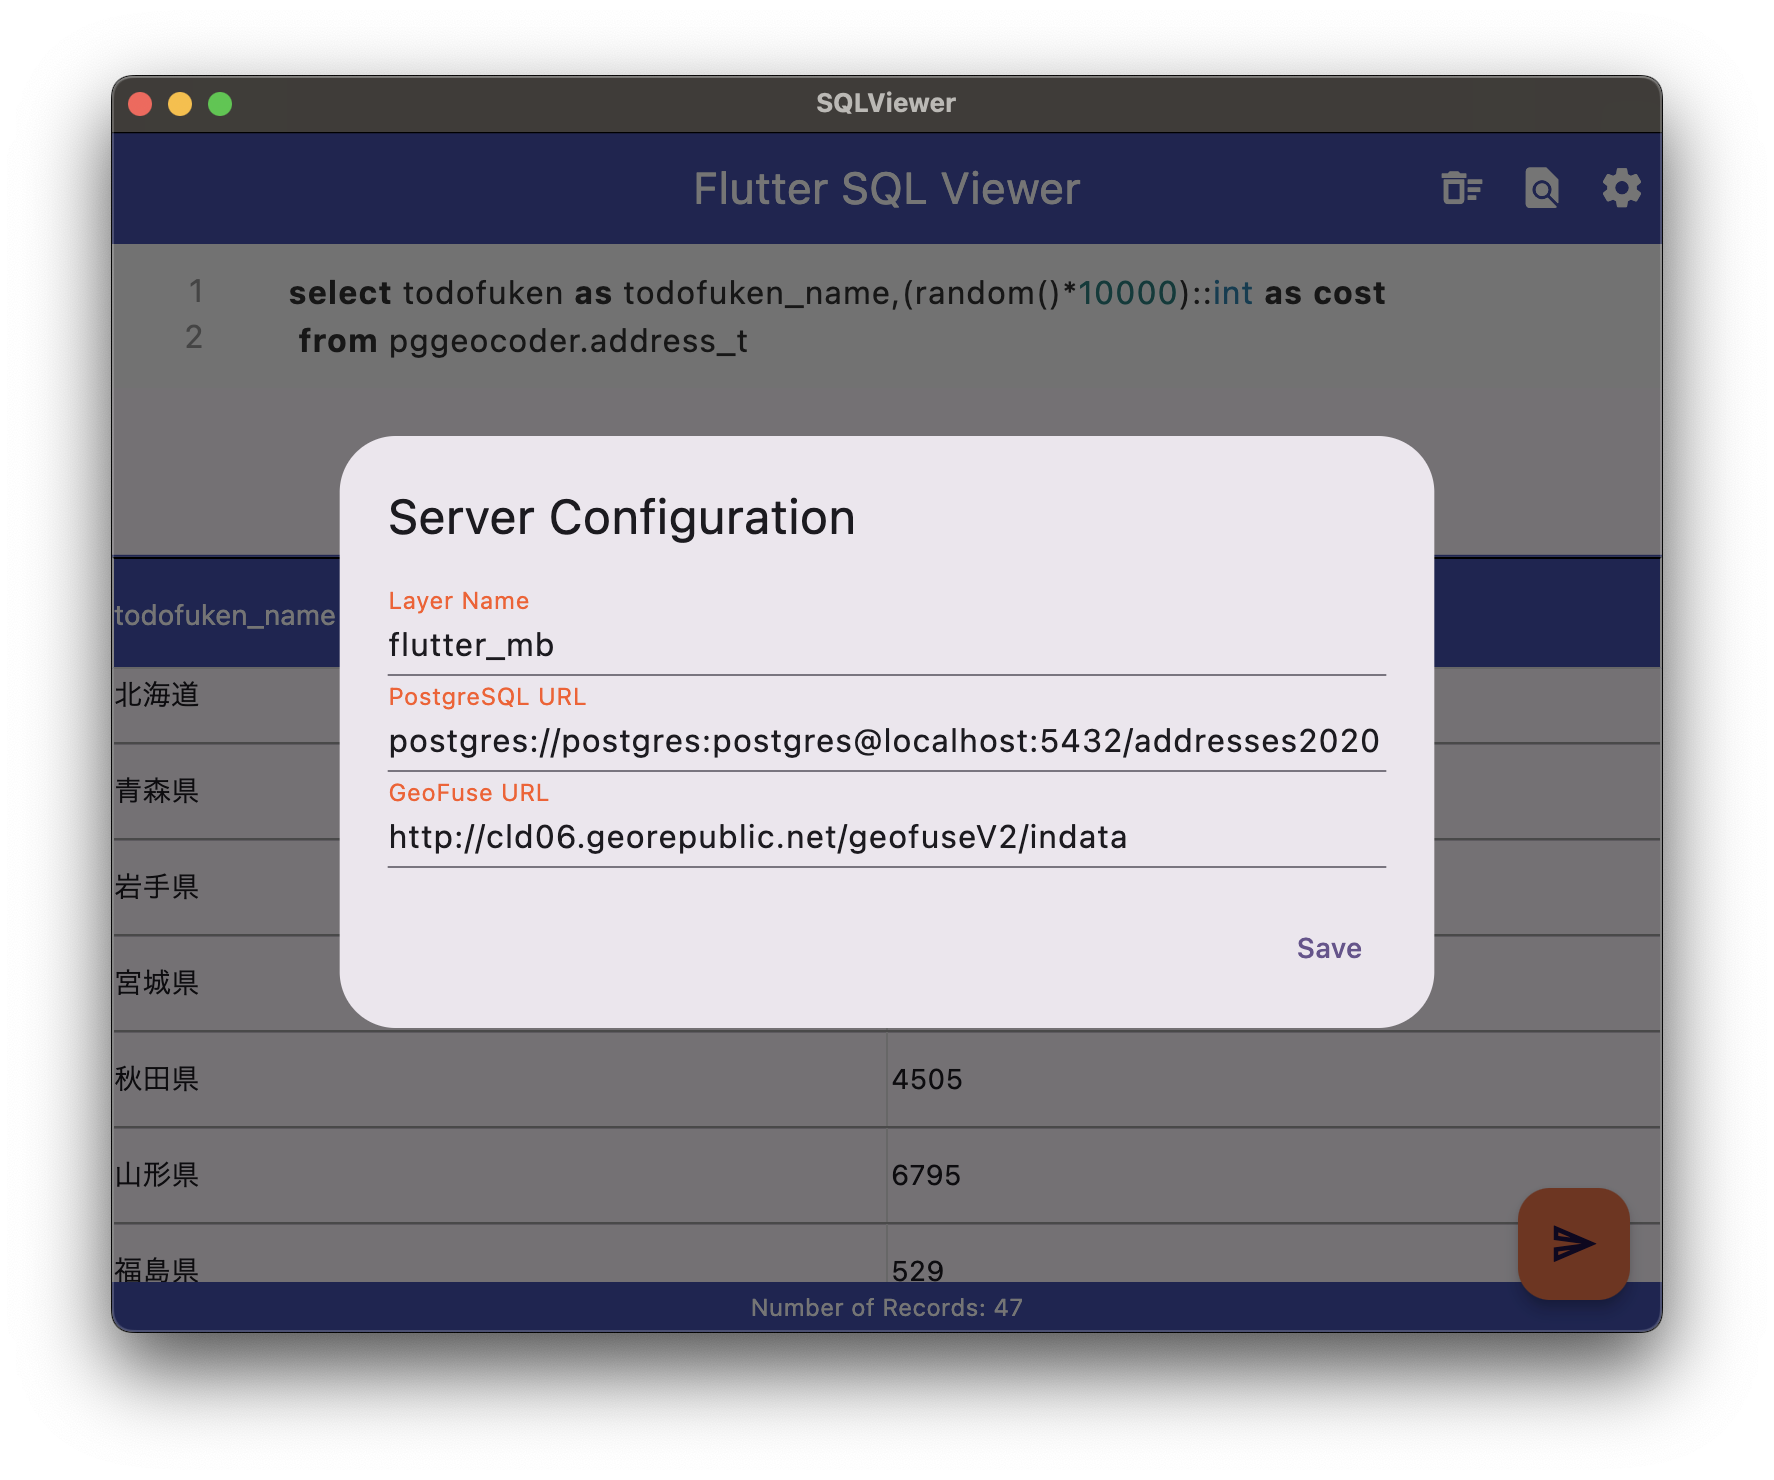 SQLViewer
Flutter SQL Viewer
1 select todofuken as todofuken_name,(random()*10000)::int as cost
2 from pggeocoder.address_t
Server Configuration
Layer Name
flutter_mb
PostgreSQL URL
postgres://postgres:postgres@localhost:5432/addresses2020
GeoFuse URL
http://cld06.georepublic.net/geofuseV2/indata
Save
todofuken_name
北海道
青森県
岩手県
宮城県
秋田県 4505
山形県 6795
福島県 529
Number of Records: 47